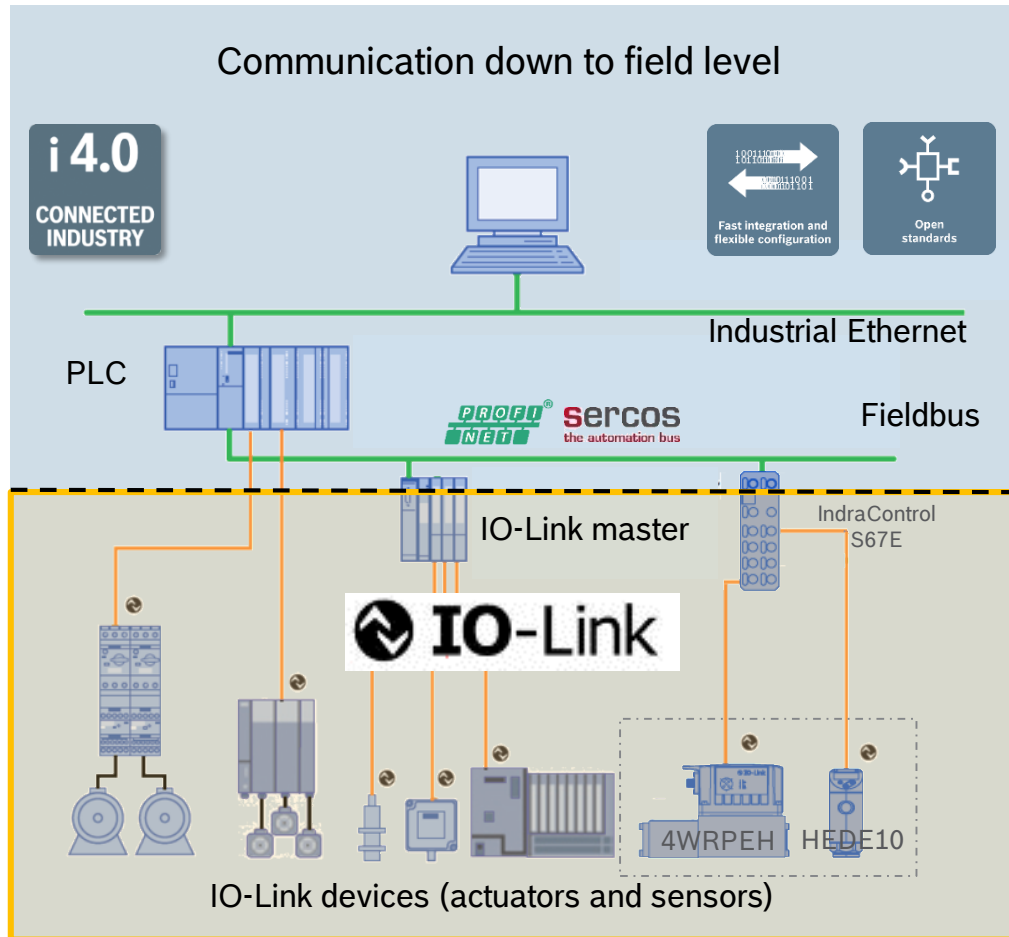 Communication down to field level
i 4.0
CONNECTED
INDUSTRY
Fast integration and
flexible configuration
Open
standards
Industrial Ethernet
PLC
PROFI®
NET
sercos
the automation bus
Fieldbus
IO-Link master
IndraControl
S67E
IO-Link
IO-Link
4WRPEH
HEDE10
IO-Link devices (actuators and sensors)